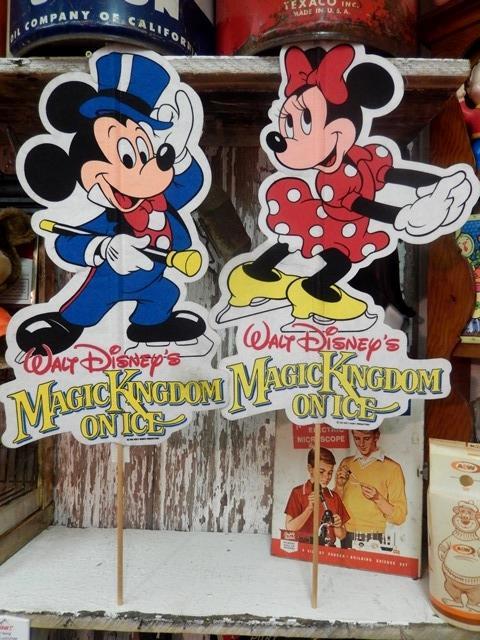 OIL COMPANY OF CALIFOR
TEXACO INC.
MADE IN U.S.A.
WALT DISNEY'S
MAGIC KINGDOM
ON ICE
WALT DISNEY'S
MAGIC KINGDOM
ON ICE
ELECTRIC
MICROSCOPE
A&W
A&W